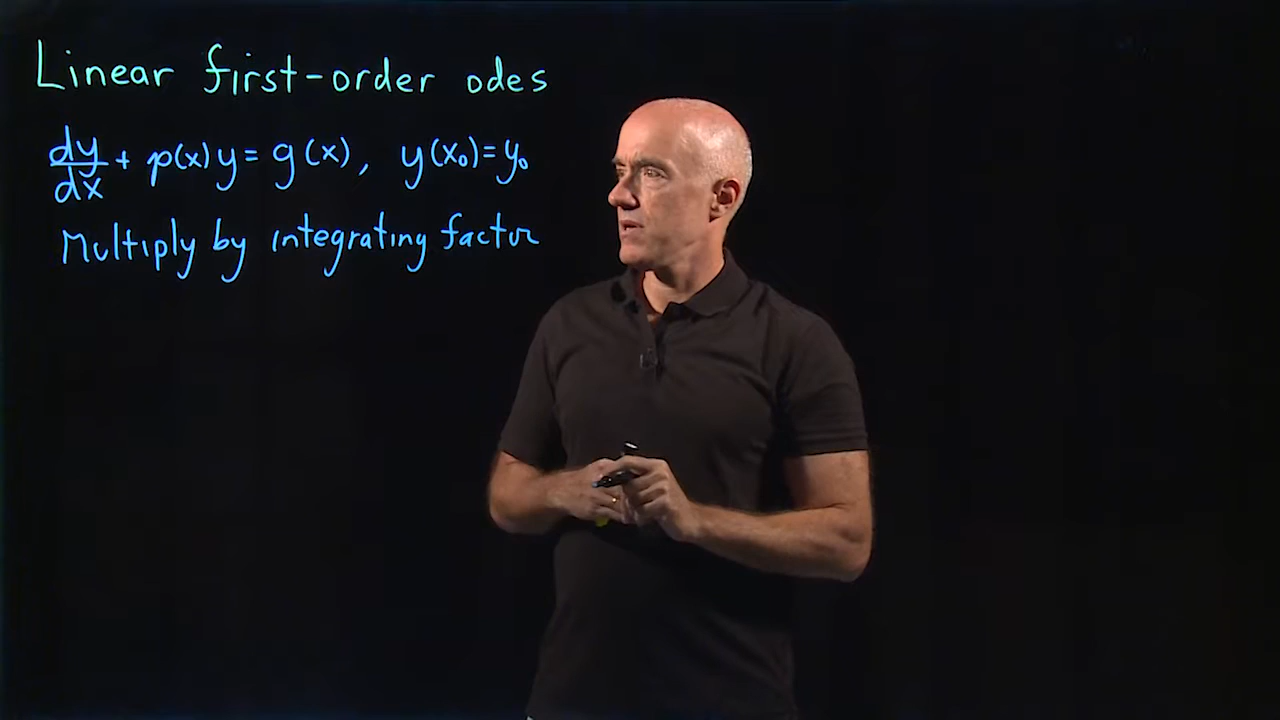 Linear first-order odes
dy/dx + p(x)y = g(x), y(x₀)=y₀
Multiply by integrating factor